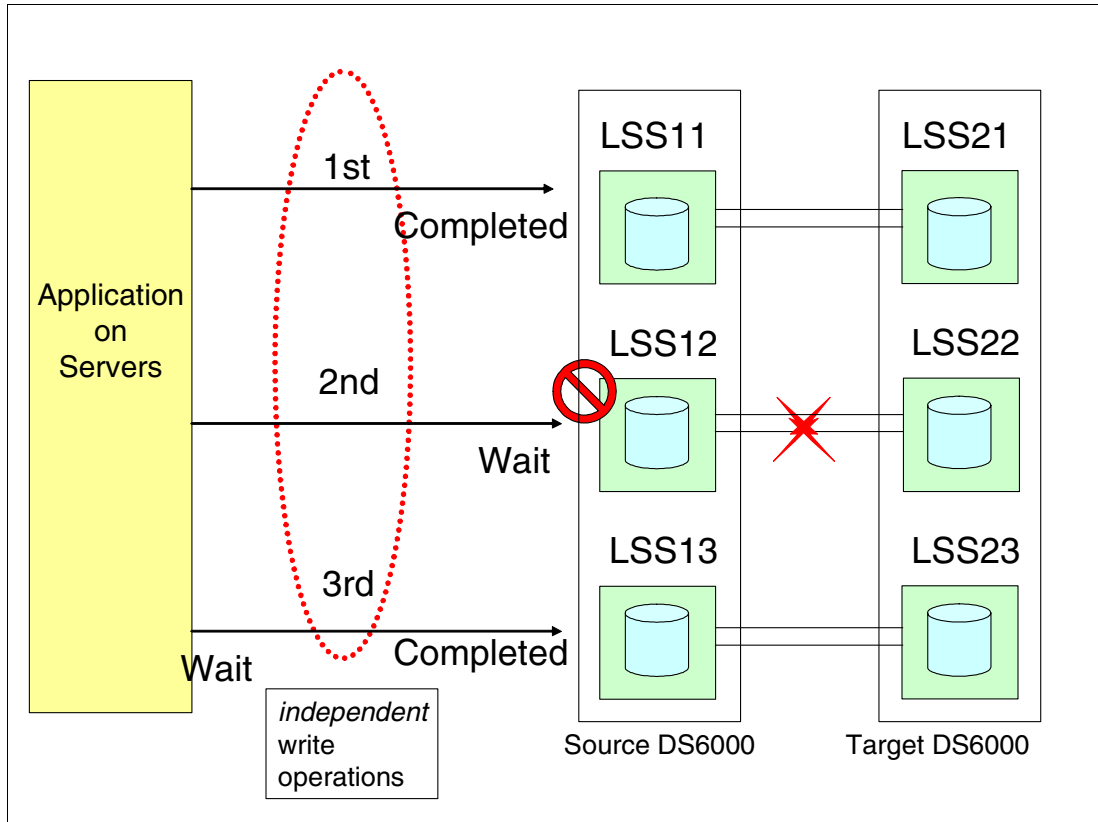 Application
on
Servers
1st
Completed
2nd
Wait
3rd
Wait
Completed
independent
write
operations
LSS11
LSS21
LSS12
LSS22
LSS13
LSS23
Source DS6000
Target DS6000